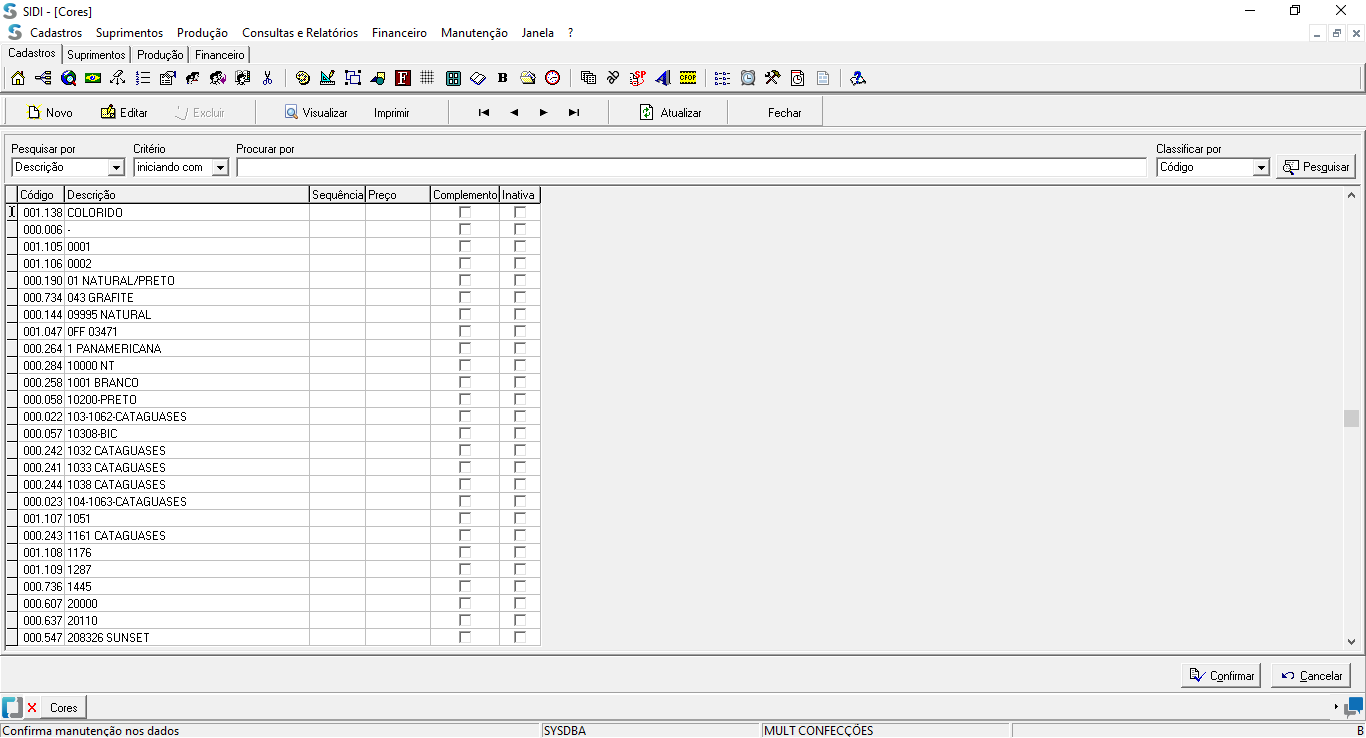 SIDI - [Cores]
Cadastros Suprimentos Produção Consultas e Relatórios Financeiro Manutenção Janela ?
Cadastros Suprimentos Produção Financeiro
Novo Editar Excluir Visualizar Imprimir Atualizar Fechar
Pesquisar por Critério Procurar por Classificar por
Descrição iniciando com Código Pesquisar
Código Descrição Sequência Preço Complemento Inativa
001.138 COLORIDO
000.006 -
001.105 0001
001.106 0002
000.190 01 NATURAL/PRETO
000.734 043 GRAFITE
000.144 09995 NATURAL
001.047 0FF 03471
000.264 1 PANAMERICANA
000.284 10000 NT
000.258 1001 BRANCO
000.058 10200-PRETO
000.022 103-1062-CATAGUASES
000.057 10308-BIC
000.242 1032 CATAGUASES
000.241 1033 CATAGUASES
000.244 1038 CATAGUASES
000.023 104-1063-CATAGUASES
001.107 1051
000.243 1161 CATAGUASES
001.108 1176
001.109 1287
000.736 1445
000.607 20000
000.637 20110
000.547 208326 SUNSET
Confirmar Cancelar
Cores
Confirma manutenção nos dados SYSDBA MULT CONFECÇÕES B